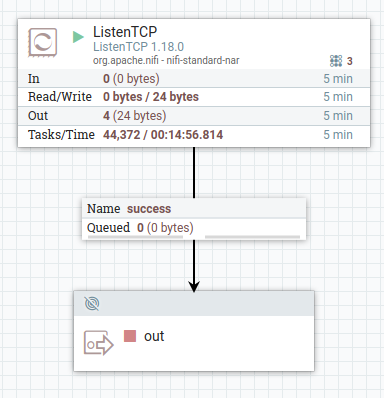 ListenTCP
ListenTCP 1.18.0
org.apache.nifi - nifi-standard-nar
3
In 0 (0 bytes) 5 min
Read/Write 0 bytes / 24 bytes 5 min
Out 4 (24 bytes) 5 min
Tasks/Time 44,372 / 00:14:56.814 5 min
Name success
Queued 0 (0 bytes)
out